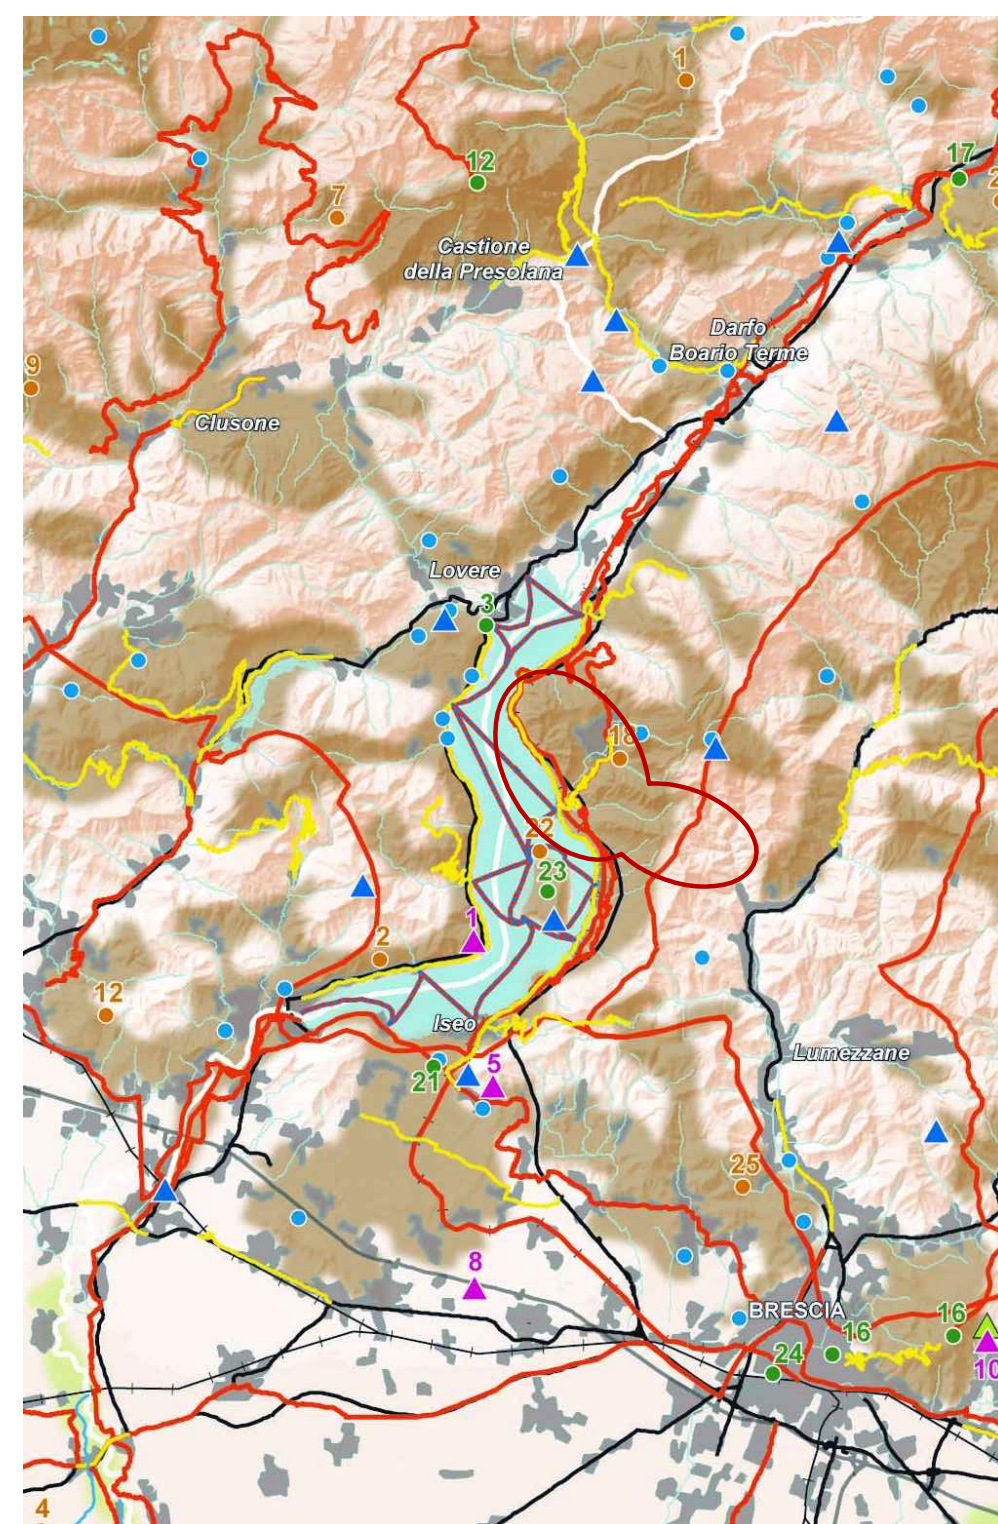 1
12
17
2
7
Castione
della Presolana
Darfo
Boario Terme
9
Clusone
Lovere
3
18
22
23
1
2
12
Iseo
Lumezzane
5
21
25
8
BRESCIA
16
16
10
24
4